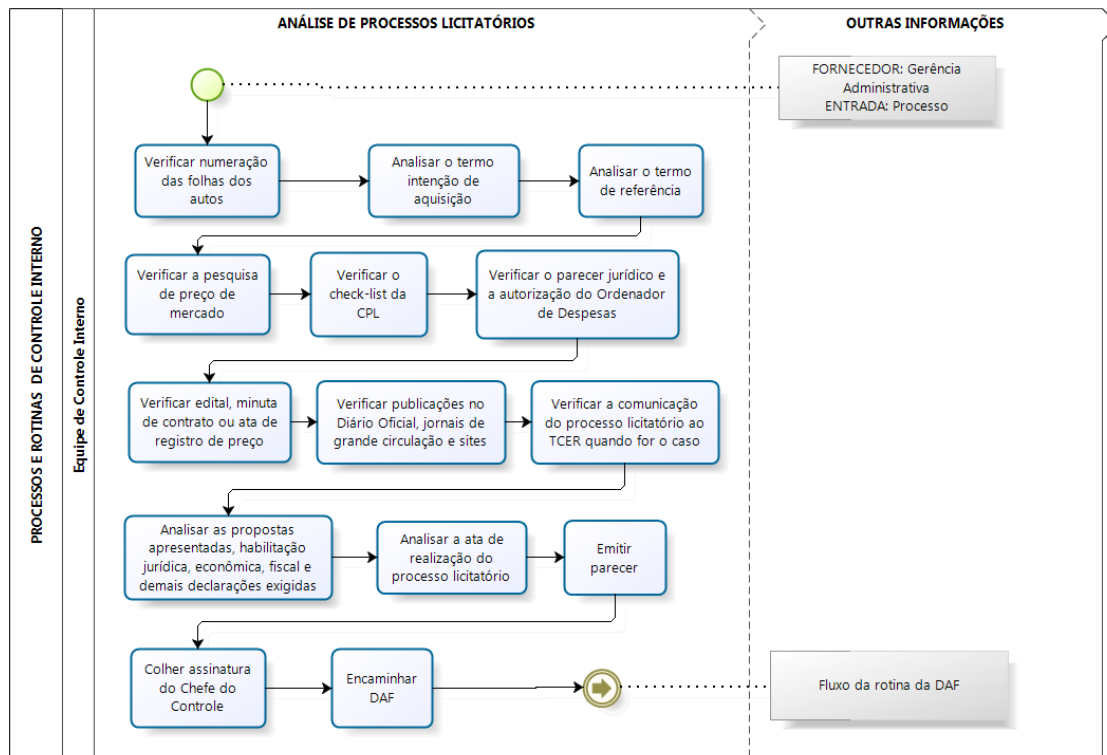 ANÁLISE DE PROCESSOS LICITATÓRIOS
OUTRAS INFORMAÇÕES
PROCESSOS E ROTINAS DE CONTROLE INTERNO
Equipe de Controle Interno
FORNECEDOR: Gerência
Administrativa
ENTRADA: Processo
Verificar numeração
das folhas dos
autos
Analisar o termo
intenção de
aquisição
Analisar o termo
de referência
Verificar a pesquisa
de preço de
mercado
Verificar o
check-list da
CPL
Verificar o parecer jurídico e
a autorização do Ordenador
de Despesas
Verificar edital, minuta
de contrato ou ata de
registro de preço
Verificar publicações no
Diário Oficial, jornais de
grande circulação e sites
Verificar a comunicação
do processo licitatório ao
TCER quando for o caso
Analisar as propostas
apresentadas, habilitação
jurídica, econômica, fiscal e
demais declarações exigidas
Analisar a ata de
realização do
processo licitatório
Emitir
parecer
Colher assinatura
do Chefe do
Controle
Encaminhar
DAF
Fluxo da rotina da DAF